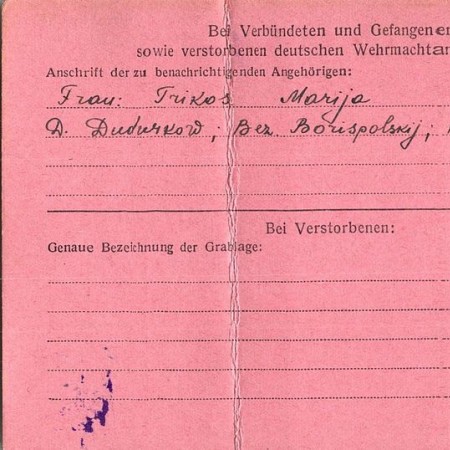 Bei Verbündeten und Gefangenen
sowie verstorbenen deutschen Wehrmachtan
Anschrift der zu benachrichtigenden Angehörigen:
Frau: Trikos Marija
D. Dudurkow, Bez Borispolskij,
Bei Verstorbenen:
Genaue Bezeichnung der Grablage: